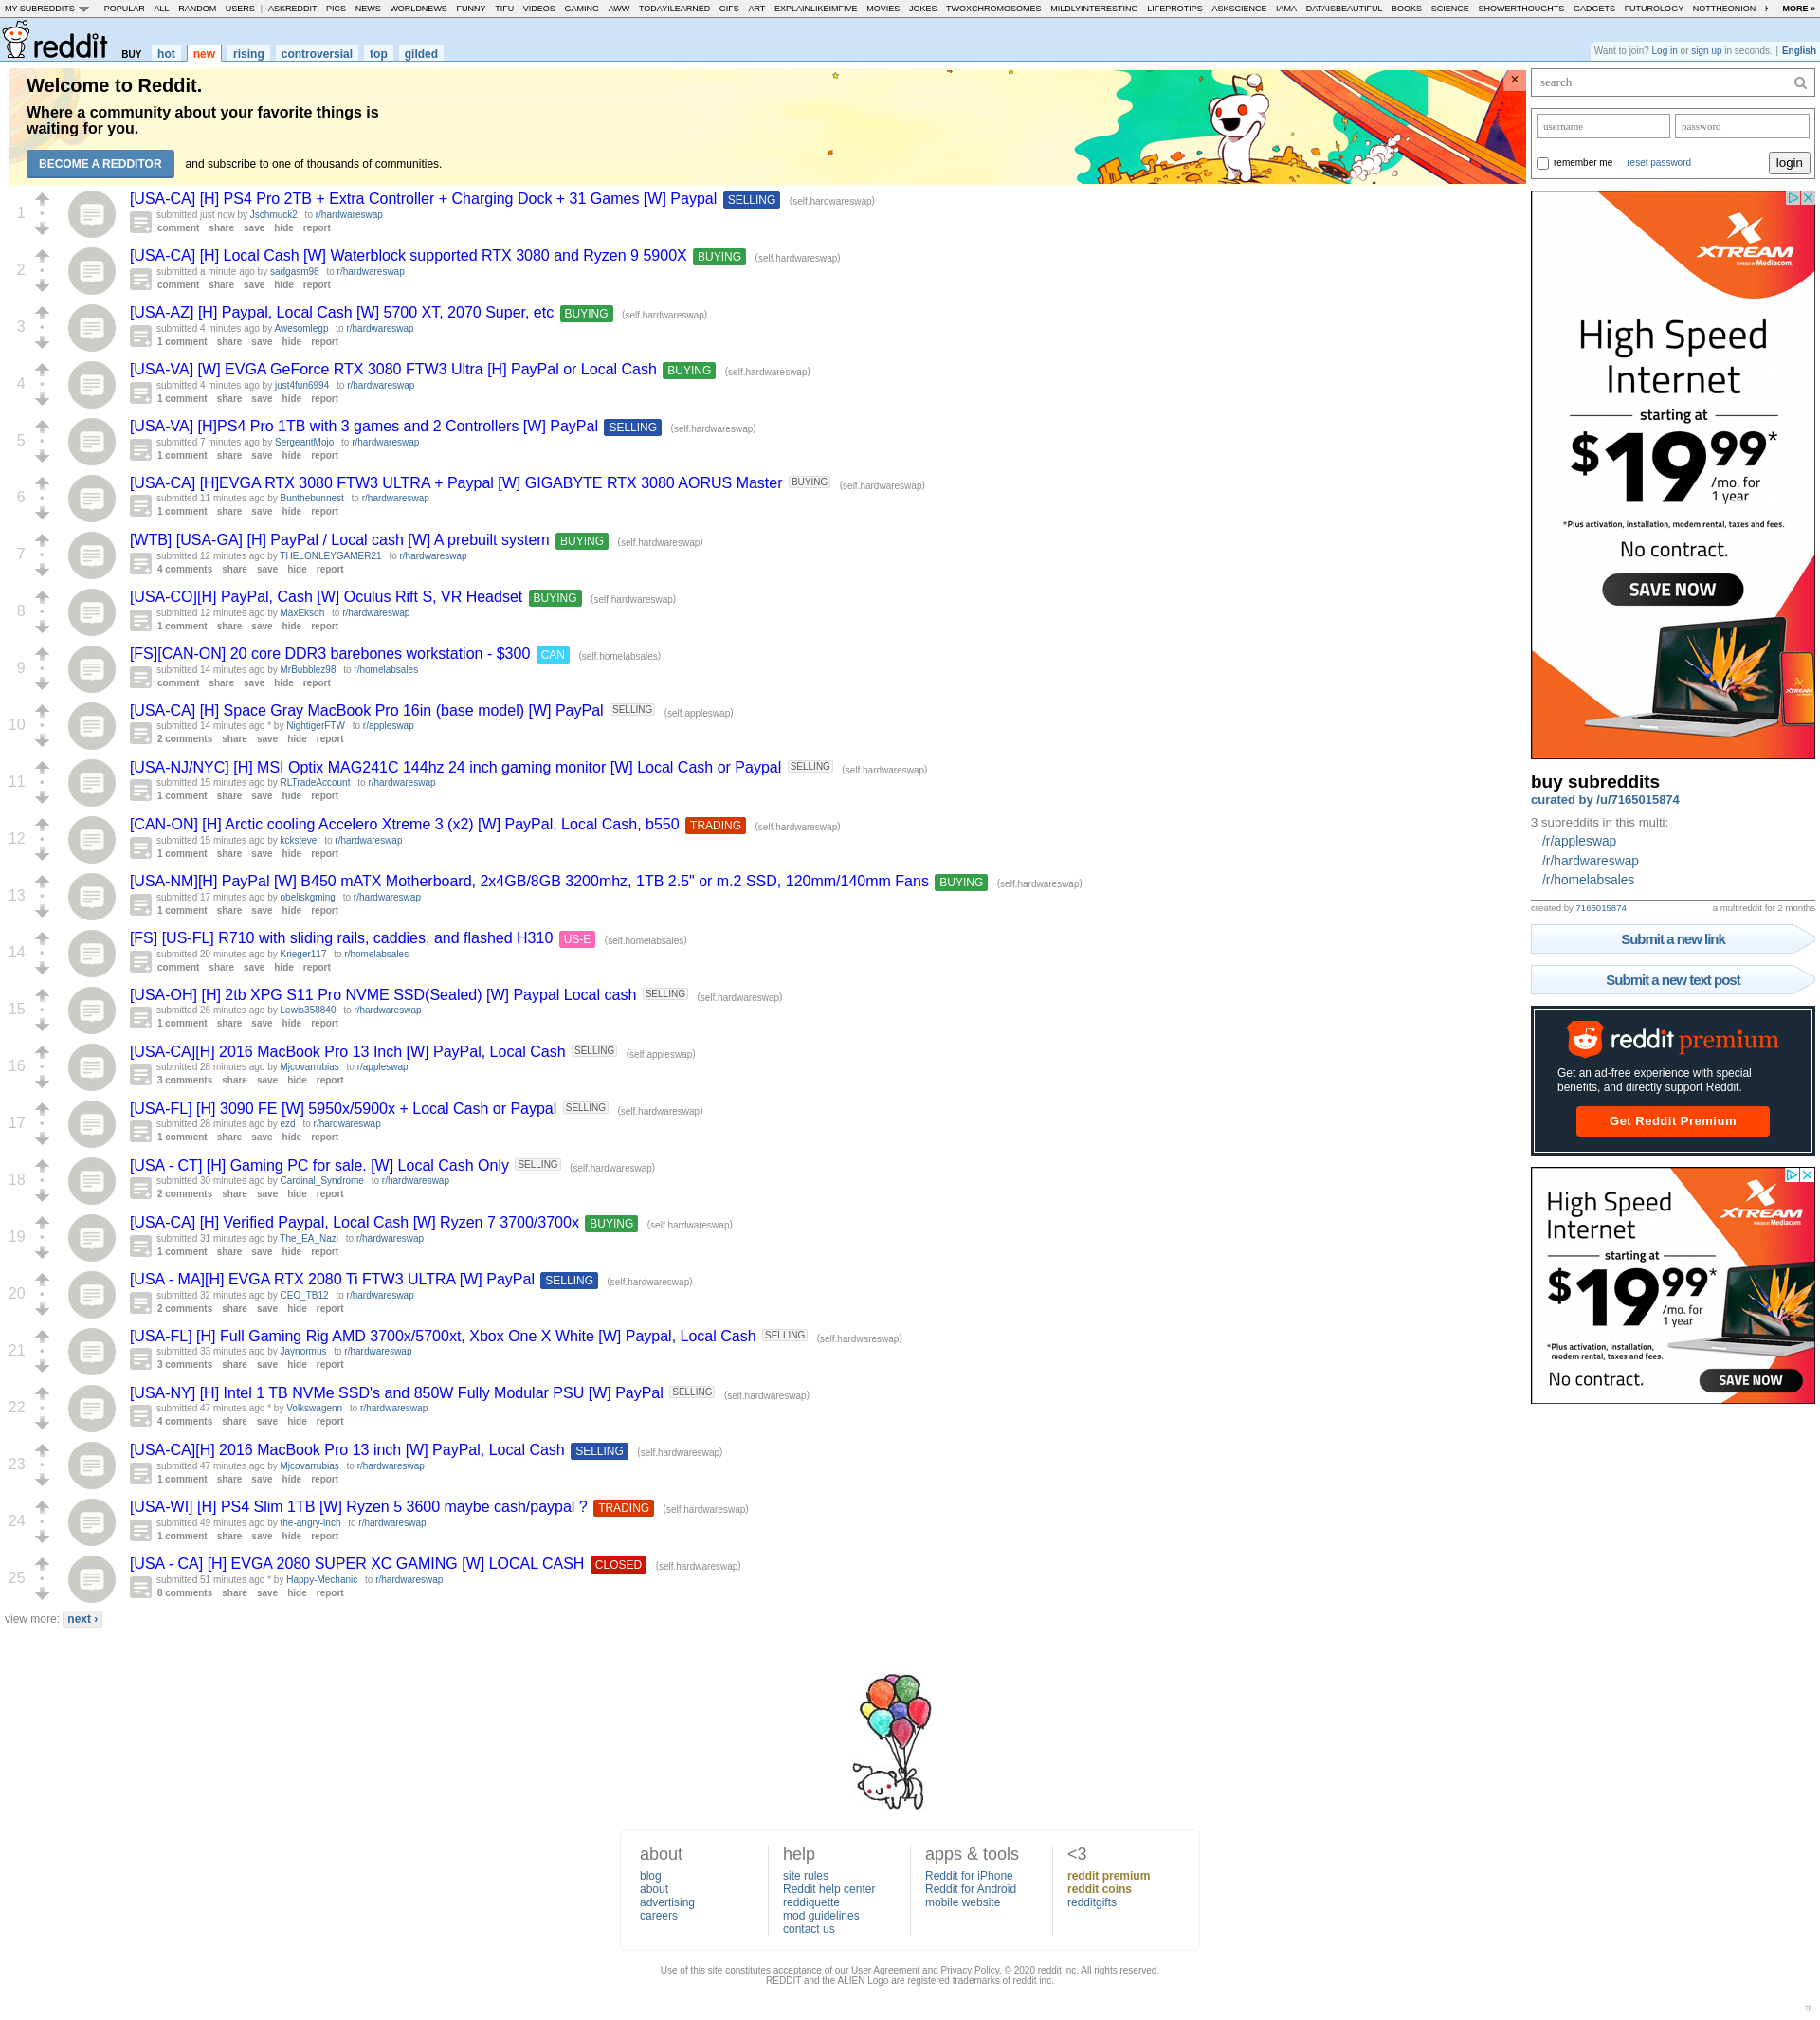 MY SUBREDDITS POPULAR - ALL - RANDOM - USERS | ASKREDDIT - PICS - NEWS - WORLDNEWS - FUNNY - TIFU - VIDEOS - GAMING - AWW - TODAYILEARNED - GIFS - ART - EXPLAINLIKEIMFIVE - MOVIES - JOKES - TWOXCHROMOSOMES - MILDLYINTERESTING - LIFEPROTIPS - ASKSCIENCE - IAMA - DATAISBEAUTIFUL - BOOKS - SCIENCE - SHOWERTHOUGHTS - GADGETS - FUTUROLOGY - NOTTHEONION - MORE »
reddit BUY hot new rising controversial top gilded
Want to join? Log in or sign up in seconds. | English
Welcome to Reddit.
Where a community about your favorite things is
waiting for you.
BECOME A REDDITOR and subscribe to one of thousands of communities.
×
1
[USA-CA] [H] PS4 Pro 2TB + Extra Controller + Charging Dock + 31 Games [W] Paypal SELLING (self.hardwareswap)
submitted just now by Jschmuck2 to r/hardwareswap
comment share save hide report
2
[USA-CA] [H] Local Cash [W] Waterblock supported RTX 3080 and Ryzen 9 5900X BUYING (self.hardwareswap)
submitted a minute ago by sadgasm98 to r/hardwareswap
comment share save hide report
3
[USA-AZ] [H] Paypal, Local Cash [W] 5700 XT, 2070 Super, etc BUYING (self.hardwareswap)
submitted 4 minutes ago by Awesomlegp to r/hardwareswap
1 comment share save hide report
4
[USA-VA] [W] EVGA GeForce RTX 3080 FTW3 Ultra [H] PayPal or Local Cash BUYING (self.hardwareswap)
submitted 4 minutes ago by just4fun6994 to r/hardwareswap
1 comment share save hide report
5
[USA-VA] [H]PS4 Pro 1TB with 3 games and 2 Controllers [W] PayPal SELLING (self.hardwareswap)
submitted 7 minutes ago by SergeantMojo to r/hardwareswap
1 comment share save hide report
6
[USA-CA] [H]EVGA RTX 3080 FTW3 ULTRA + Paypal [W] GIGABYTE RTX 3080 AORUS Master BUYING (self.hardwareswap)
submitted 11 minutes ago by Bunthebunnest to r/hardwareswap
1 comment share save hide report
7
[WTB] [USA-GA] [H] PayPal / Local cash [W] A prebuilt system BUYING (self.hardwareswap)
submitted 12 minutes ago by THELONLEYGAMER21 to r/hardwareswap
4 comments share save hide report
8
[USA-CO][H] PayPal, Cash [W] Oculus Rift S, VR Headset BUYING (self.hardwareswap)
submitted 12 minutes ago by MaxEksoh to r/hardwareswap
1 comment share save hide report
9
[FS][CAN-ON] 20 core DDR3 barebones workstation - $300 CAN (self.homelabsales)
submitted 14 minutes ago by MrBubblez98 to r/homelabsales
comment share save hide report
10
[USA-CA] [H] Space Gray MacBook Pro 16in (base model) [W] PayPal SELLING (self.appleswap)
submitted 14 minutes ago * by NightigerFTW to r/appleswap
2 comments share save hide report
11
[USA-NJ/NYC] [H] MSI Optix MAG241C 144hz 24 inch gaming monitor [W] Local Cash or Paypal SELLING (self.hardwareswap)
submitted 15 minutes ago by RLTradeAccount to r/hardwareswap
1 comment share save hide report
12
[CAN-ON] [H] Arctic cooling Accelero Xtreme 3 (x2) [W] PayPal, Local Cash, b550 TRADING (self.hardwareswap)
submitted 15 minutes ago by kcksteve to r/hardwareswap
1 comment share save hide report
13
[USA-NM][H] PayPal [W] B450 mATX Motherboard, 2x4GB/8GB 3200mhz, 1TB 2.5" or m.2 SSD, 120mm/140mm Fans BUYING (self.hardwareswap)
submitted 17 minutes ago by obeliskgming to r/hardwareswap
1 comment share save hide report
14
[FS] [US-FL] R710 with sliding rails, caddies, and flashed H310 US-E (self.homelabsales)
submitted 20 minutes ago by Krieger117 to r/homelabsales
comment share save hide report
15
[USA-OH] [H] 2tb XPG S11 Pro NVME SSD(Sealed) [W] Paypal Local cash SELLING (self.hardwareswap)
submitted 26 minutes ago by Lewis358840 to r/hardwareswap
1 comment share save hide report
16
[USA-CA][H] 2016 MacBook Pro 13 Inch [W] PayPal, Local Cash SELLING (self.appleswap)
submitted 28 minutes ago by Mjcovarrubias to r/appleswap
3 comments share save hide report
17
[USA-FL] [H] 3090 FE [W] 5950x/5900x + Local Cash or Paypal SELLING (self.hardwareswap)
submitted 28 minutes ago by ezd to r/hardwareswap
1 comment share save hide report
18
[USA - CT] [H] Gaming PC for sale. [W] Local Cash Only SELLING (self.hardwareswap)
submitted 30 minutes ago by Cardinal_Syndrome to r/hardwareswap
2 comments share save hide report
19
[USA-CA] [H] Verified Paypal, Local Cash [W] Ryzen 7 3700/3700x BUYING (self.hardwareswap)
submitted 31 minutes ago by The_EA_Nazi to r/hardwareswap
1 comment share save hide report
20
[USA - MA][H] EVGA RTX 2080 Ti FTW3 ULTRA [W] PayPal SELLING (self.hardwareswap)
submitted 32 minutes ago by CEO_TB12 to r/hardwareswap
2 comments share save hide report
21
[USA-FL] [H] Full Gaming Rig AMD 3700x/5700xt, Xbox One X White [W] Paypal, Local Cash SELLING (self.hardwareswap)
submitted 33 minutes ago by Jaynormus to r/hardwareswap
3 comments share save hide report
22
[USA-NY] [H] Intel 1 TB NVMe SSD's and 850W Fully Modular PSU [W] PayPal SELLING (self.hardwareswap)
submitted 47 minutes ago * by Volkswagenn to r/hardwareswap
4 comments share save hide report
23
[USA-CA][H] 2016 MacBook Pro 13 inch [W] PayPal, Local Cash SELLING (self.hardwareswap)
submitted 47 minutes ago by Mjcovarrubias to r/hardwareswap
1 comment share save hide report
24
[USA-WI] [H] PS4 Slim 1TB [W] Ryzen 5 3600 maybe cash/paypal ? TRADING (self.hardwareswap)
submitted 49 minutes ago by the-angry-inch to r/hardwareswap
1 comment share save hide report
25
[USA - CA] [H] EVGA 2080 SUPER XC GAMING [W] LOCAL CASH CLOSED (self.hardwareswap)
submitted 51 minutes ago * by Happy-Mechanic to r/hardwareswap
8 comments share save hide report
view more: next ›
search
username password
remember me reset password login
XTREAM
POWERED BY Mediacom
High Speed
Internet
starting at
$19.99*
/mo. for
1 year
*Plus activation, installation, modem rental, taxes and fees.
No contract.
SAVE NOW
XTREAM
buy subreddits
curated by /u/7165015874
3 subreddits in this multi:
/r/appleswap
/r/hardwareswap
/r/homelabsales
created by 7165015874 a multireddit for 2 months
Submit a new link
Submit a new text post
reddit premium
Get an ad-free experience with special
benefits, and directly support Reddit.
Get Reddit Premium
High Speed
Internet
XTREAM
POWERED BY Mediacom
starting at
$19.99*
/mo. for
1 year
*Plus activation, installation,
modem rental, taxes and fees.
No contract. SAVE NOW
about help apps & tools <3
blog site rules Reddit for iPhone reddit premium
about Reddit help center Reddit for Android reddit coins
advertising reddiquette mobile website redditgifts
careers mod guidelines
contact us
Use of this site constitutes acceptance of our User Agreement and Privacy Policy. © 2020 reddit inc. All rights reserved.
REDDIT and the ALIEN Logo are registered trademarks of reddit inc.
π